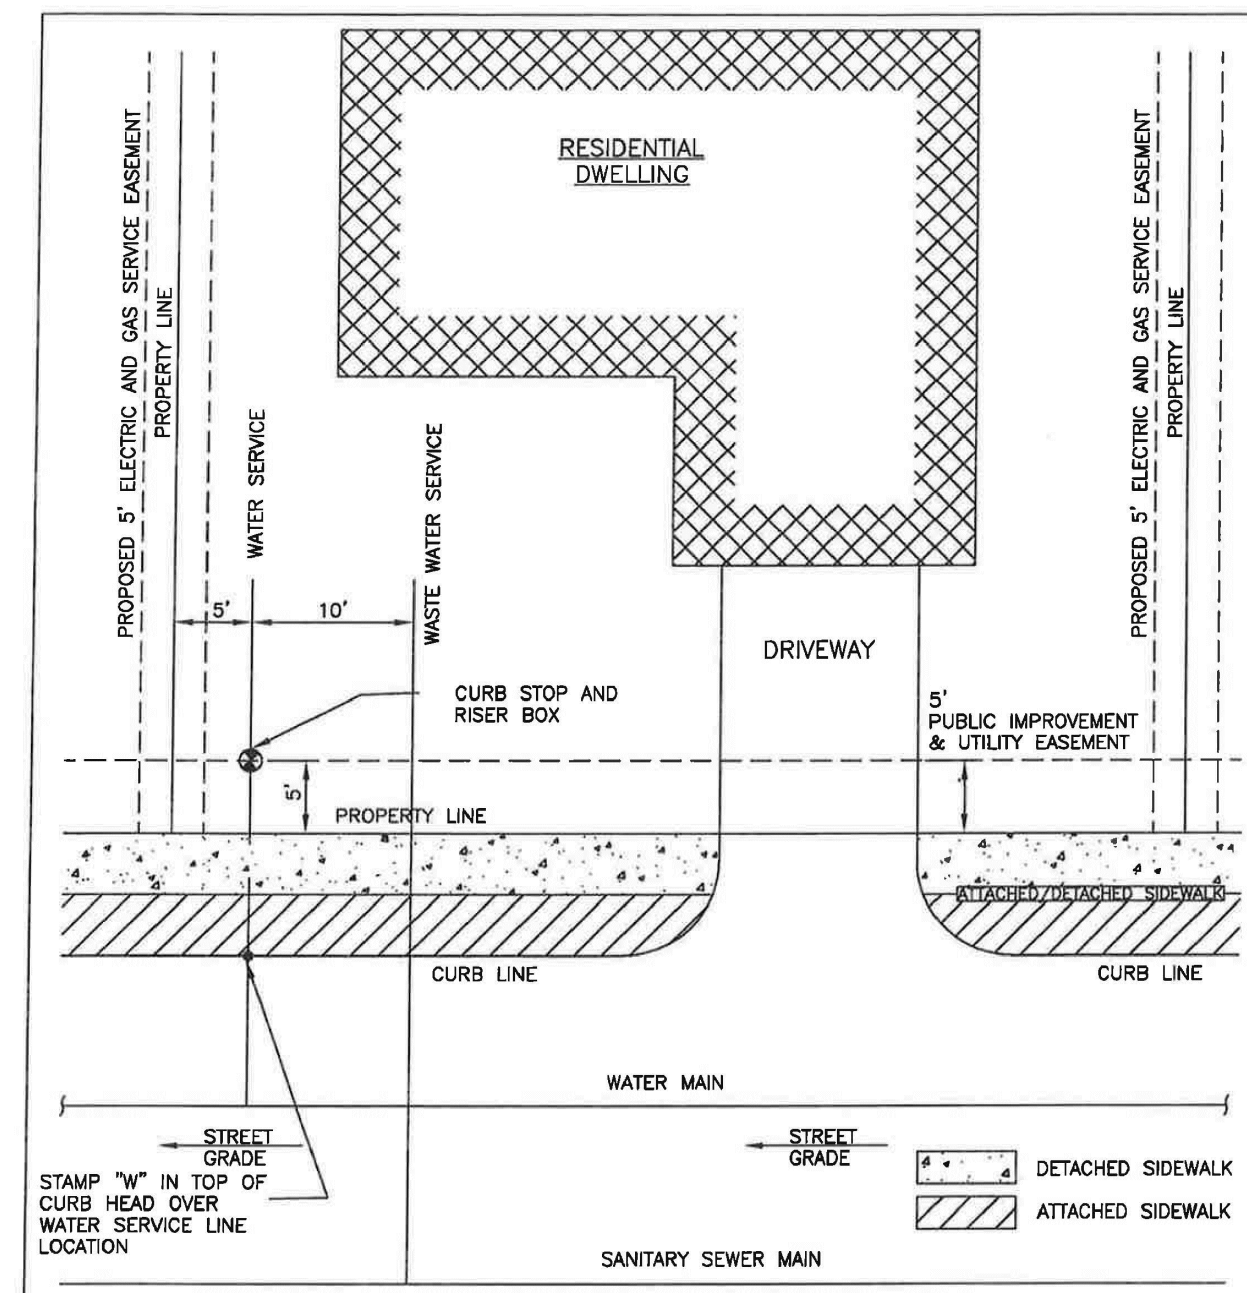 RESIDENTIAL
DWELLING
PROPOSED 5' ELECTRIC AND GAS SERVICE EASEMENT
PROPERTY LINE
WATER SERVICE
WASTE WATER SERVICE
PROPOSED 5' ELECTRIC AND GAS SERVICE EASEMENT
PROPERTY LINE
5'
10'
DRIVEWAY
CURB STOP AND
RISER BOX
5'
PUBLIC IMPROVEMENT
& UTILITY EASEMENT
5'
PROPERTY LINE
ATTACHED/DETACHED SIDEWALK
CURB LINE
CURB LINE
WATER MAIN
STREET
GRADE
STREET
GRADE
STAMP "W" IN TOP OF
CURB HEAD OVER
WATER SERVICE LINE
LOCATION
DETACHED SIDEWALK
ATTACHED SIDEWALK
SANITARY SEWER MAIN